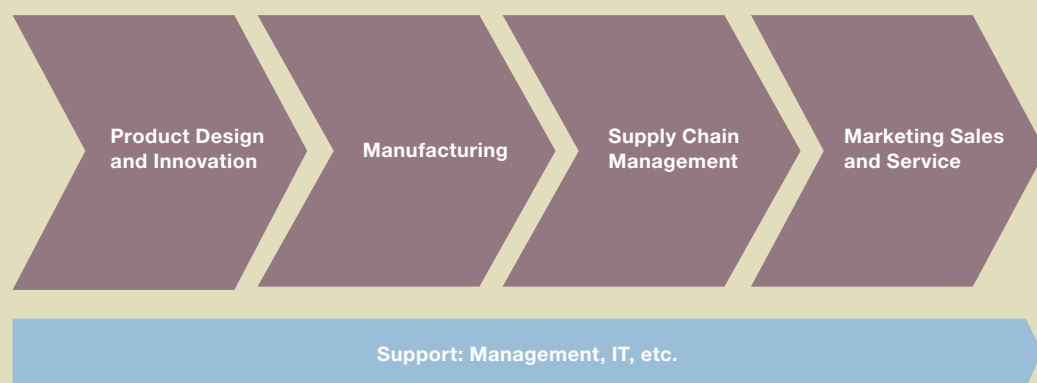 Product Design
and Innovation
Manufacturing
Supply Chain
Management
Marketing Sales
and Service
Support: Management, IT, etc.